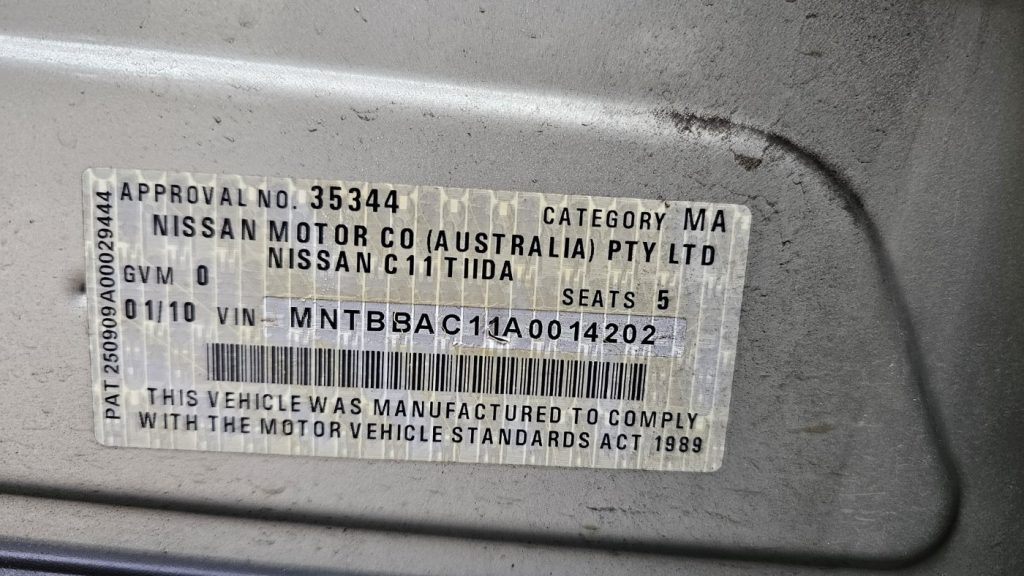 APPROVAL NO. 35344 CATEGORY MA
NISSAN MOTOR CO (AUSTRALIA) PTY LTD
NISSAN C11 TIIDA
GVM 0 SEATS 5
01/10 VIN MNTBBAC11A0014202
THIS VEHICLE WAS MANUFACTURED TO COMPLY
WITH THE MOTOR VEHICLE STANDARDS ACT 1989
PAT 250909A00029444